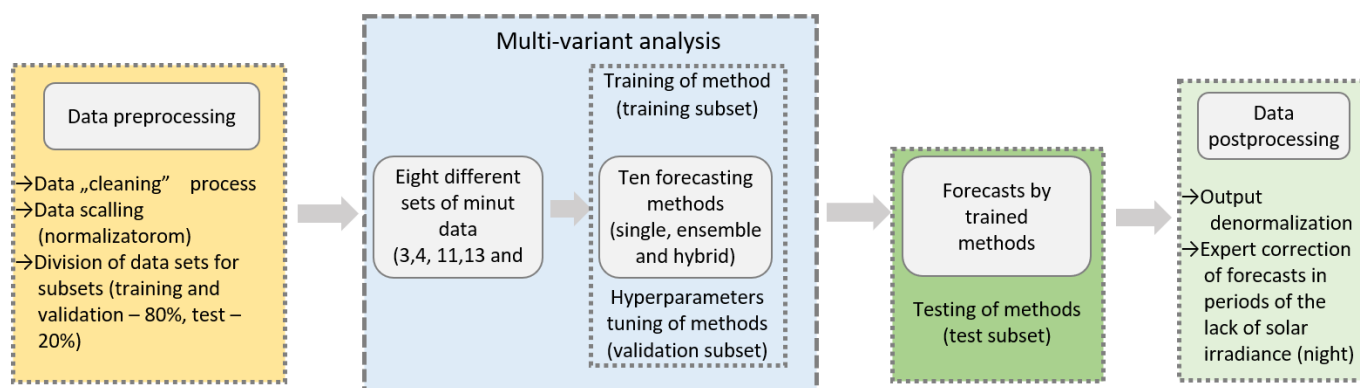 Data preprocessing
→Data „cleaning” process
→Data scalling
(normalizatorom)
→Division of data sets for
subsets (training and
validation – 80%, test –
20%)
Multi-variant analysis
Eight different
sets of minut
data
(3,4, 11,13 and
Training of method
(training subset)
Ten forecasting
methods
(single, ensemble
and hybrid)
Hyperparameters
tuning of methods
(validation subset)
Forecasts by
trained
methods
Testing of methods
(test subset)
Data
postprocessing
→Output
denormalization
→Expert correction
of forecasts in
periods of the
lack of solar
irradiance (night)